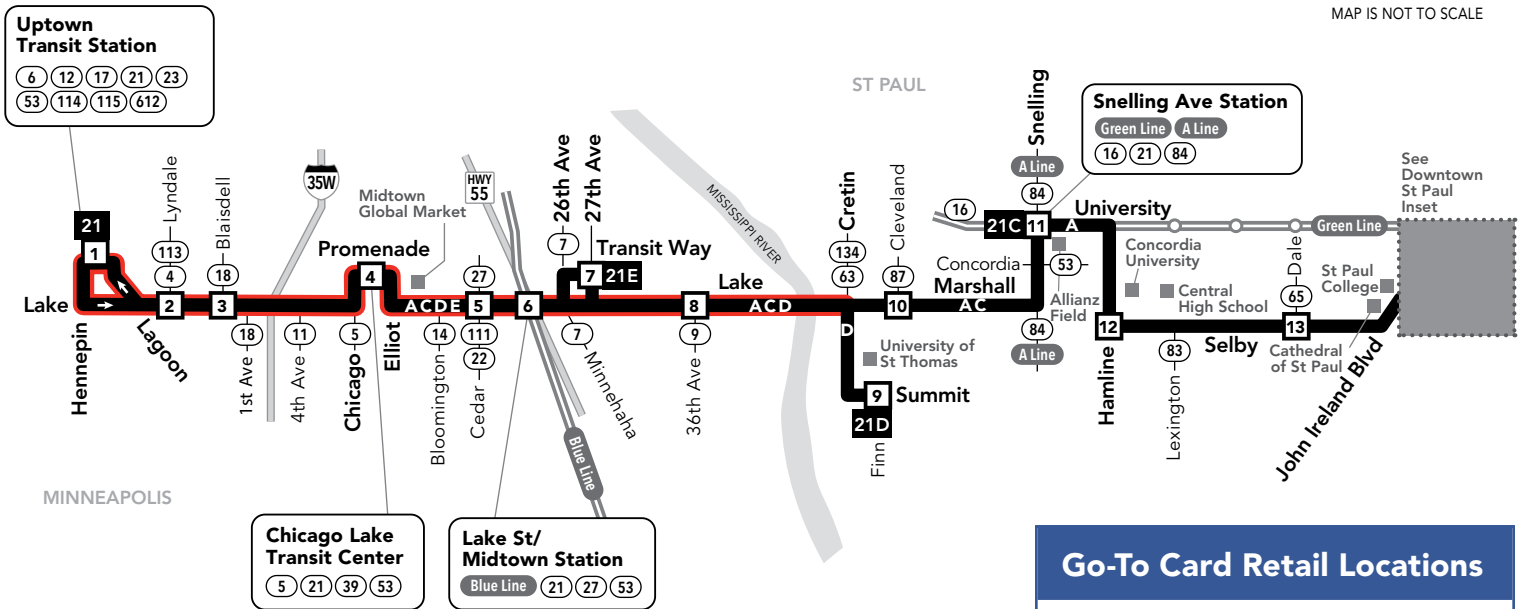 MAP IS NOT TO SCALE
Uptown
Transit Station
6 12 17 21 23
53 114 115 612
ST PAUL
Snelling
A Line
84
Snelling Ave Station
Green Line A Line
16 21 84
See
Downtown
St Paul
Inset
35W
HWY
55
Midtown
Global Market
26th Ave
27th Ave
7
Transit Way
7 21E
MISSISSIPPI RIVER
Cretin
134
63
Cleveland
87
16
21C 11 A University
Green Line
21
1
Lyndale
113
4
Blaisdell
18
Promenade
4
27
Lake
Concordia
53
Marshall
Allianz
Field
Concordia
University
Central
High School
Dale
65
St Paul
College
Lake
2
3
ACDE
5
6
8
ACD
10
AC
D
12
13
Hennepin
Lagoon
18
1st Ave
11
4th Ave
5
Chicago
Elliot
14
Bloomington
111
22
Cedar
7
Minnehaha
9
36th Ave
University of
St Thomas
9 Summit
21D
Finn
84
A Line
Hamline
83
Lexington
Selby
Cathedral
of St Paul
John Ireland Blvd
Blue Line
MINNEAPOLIS
Chicago Lake
Transit Center
5 21 39 53
Lake St/
Midtown Station
Blue Line 21 27 53
Go-To Card Retail Locations